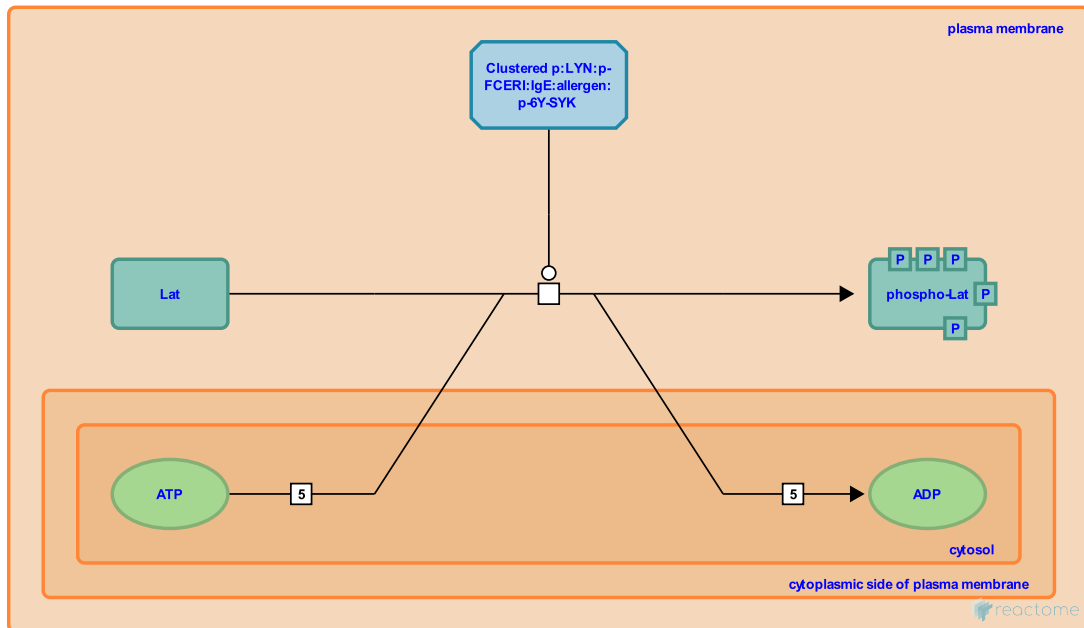 plasma membrane
Clustered p:LYN:p-
FCERI:IgE:allergen:
p-6Y-SYK
Lat
P P P
phospho-Lat P
P
ATP 5
5 ADP
cytosol
cytoplasmic side of plasma membrane
reactome